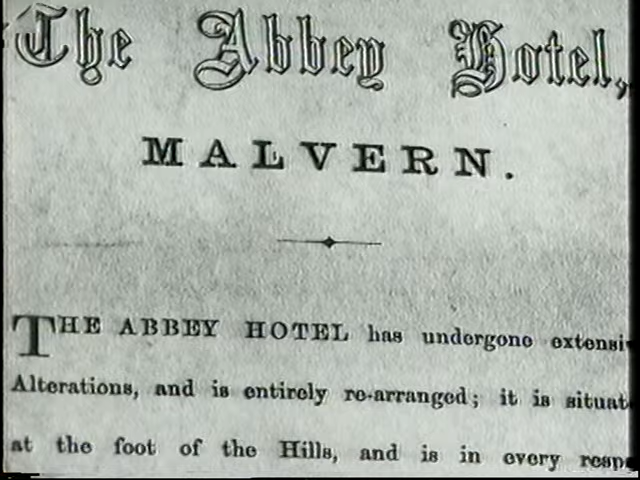 The Abbey Hotel,
MALVERN.
THE ABBEY HOTEL has undergone extensi
Alterations, and is entirely re-arranged; it is situat
at the foot of the Hills, and is in every resp